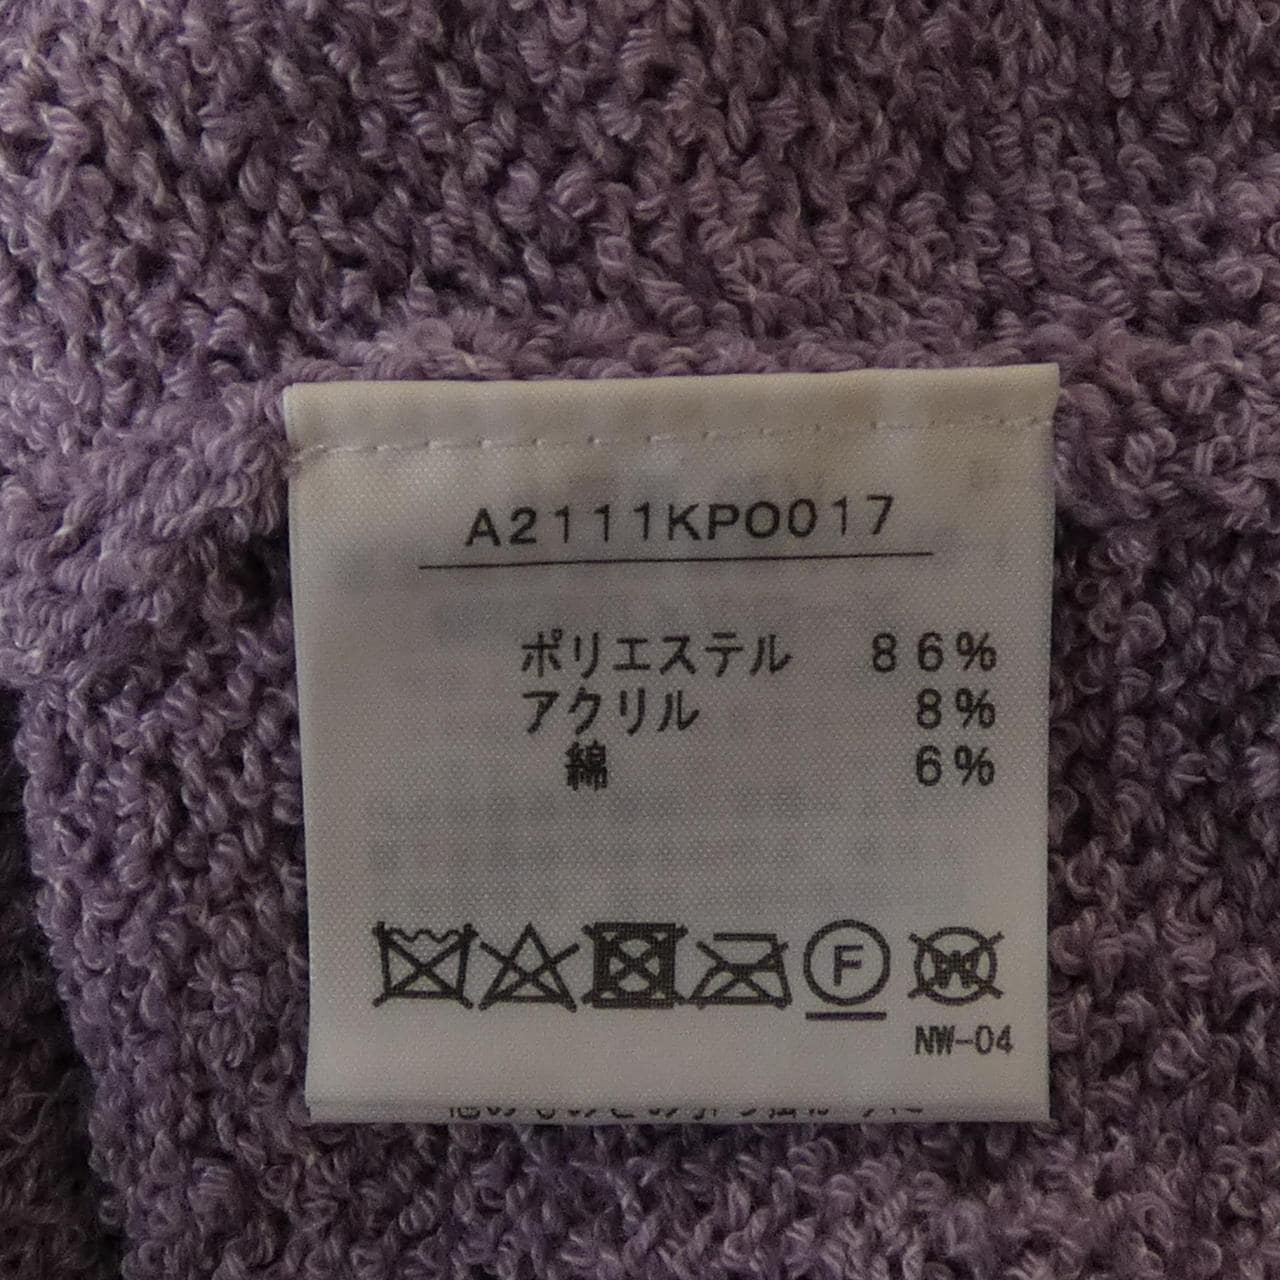 A2111KPO017
ポリエステル 86%
アクリル 8%
綿 6%
F
W
NW-04